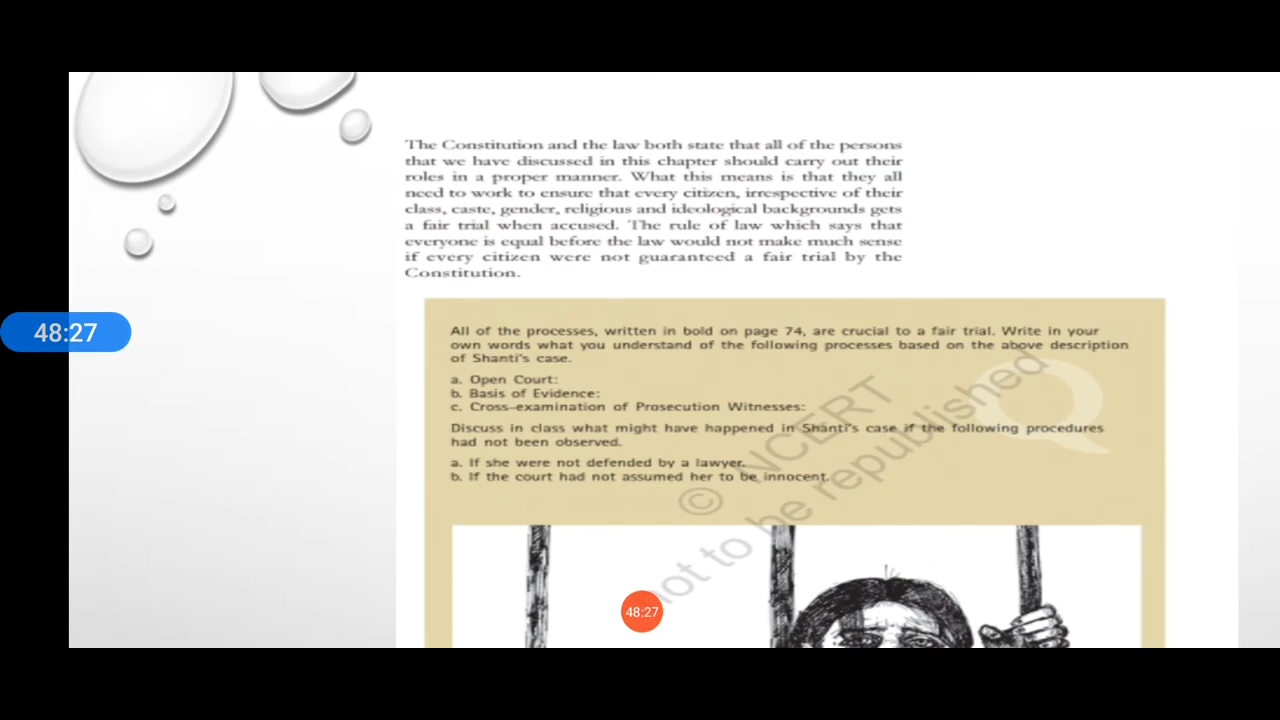 The Constitution and the law both state that all of the persons
that we have discussed in this chapter should carry out their
roles in a proper manner. What this means is that they all
need to work to ensure that every citizen, irrespective of their
class, caste, gender, religious and ideological backgrounds gets
a fair trial when accused. The rule of law which says that
everyone is equal before the law would not make much sense
if every citizen were not guaranteed a fair trial by the
Constitution.
48:27
All of the processes, written in bold on page 74, are crucial to a fair trial. Write in your
own words what you understand of the following processes based on the above description
of Shanti's case.
a. Open Court:
b. Basis of Evidence:
c. Cross-examination of Prosecution Witnesses:
Discuss in class what might have happened in Shanti's case if the following procedures
had not been observed.
a. If she were not defended by a lawyer.
b. If the court had not assumed her to be innocent.
© NCERT
not to be republished
48:27